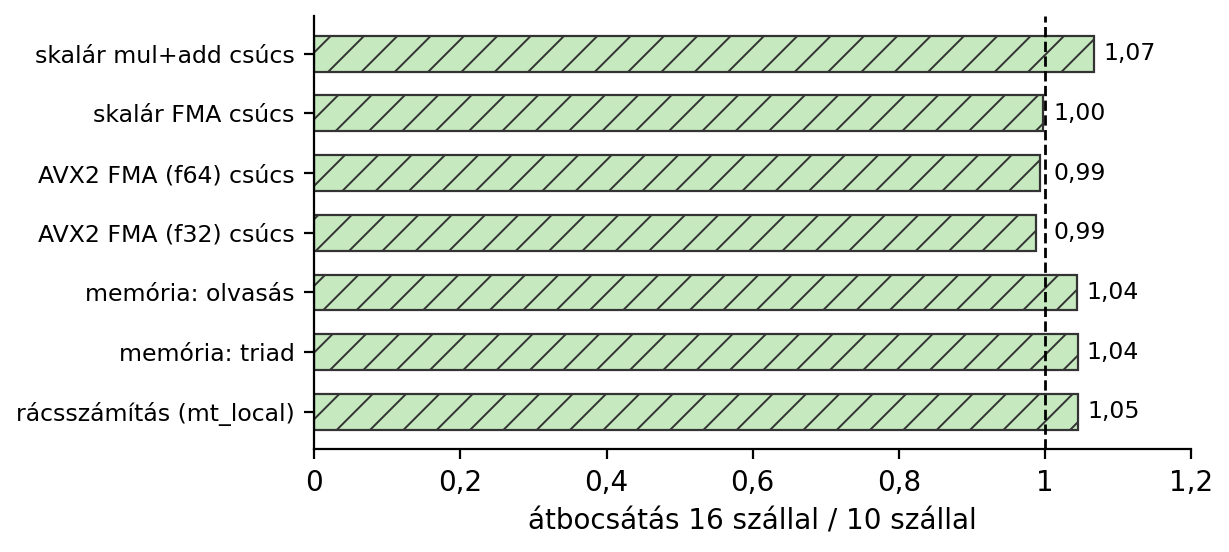 skalár mul+add csúcs 1,07
skalár FMA csúcs 1,00
AVX2 FMA (f64) csúcs 0,99
AVX2 FMA (f32) csúcs 0,99
memória: olvasás 1,04
memória: triad 1,04
rácsszámítás (mt_local) 1,05
0 0,2 0,4 0,6 0,8 1 1,2
átbocsátás 16 szállal / 10 szállal